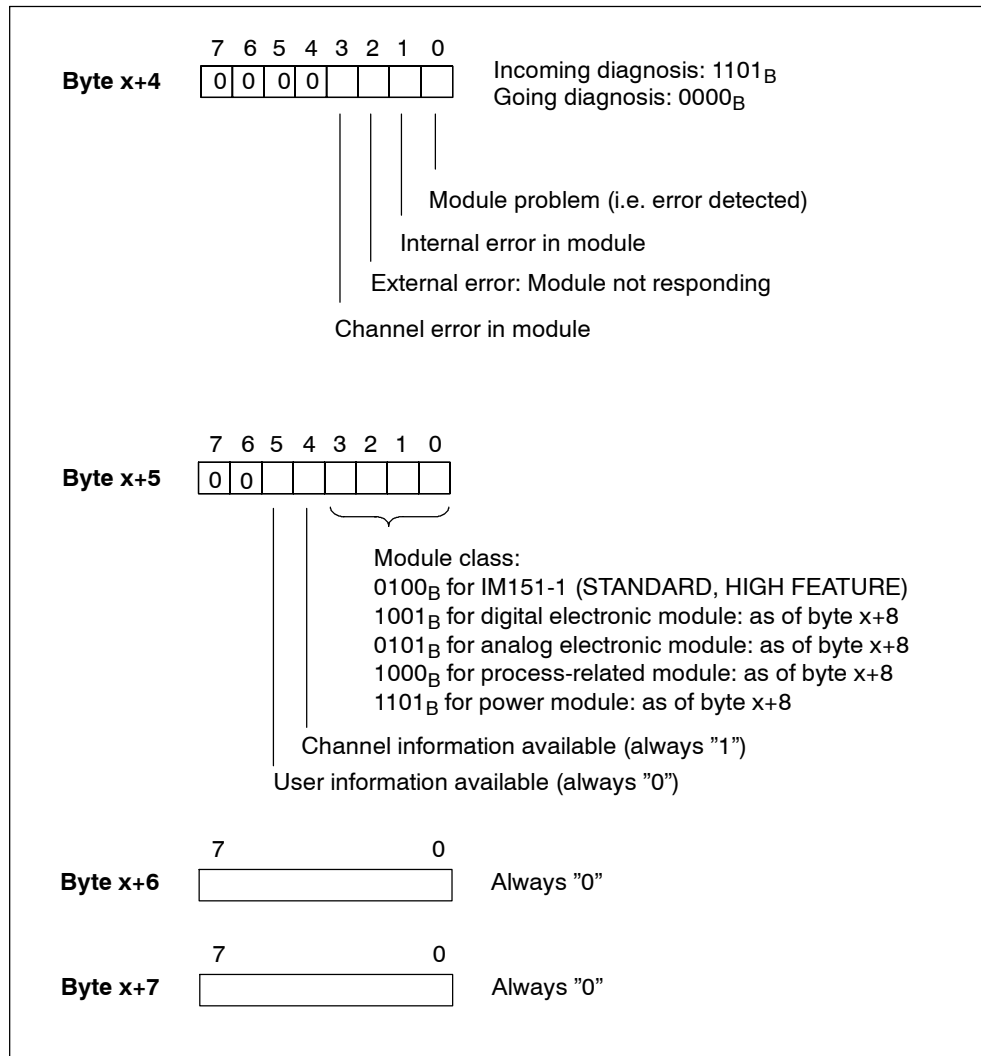 7 6 5 4 3 2 1 0
Byte x+4 0 0 0 0 Incoming diagnosis: 1101B
Going diagnosis: 0000B
Module problem (i.e. error detected)
Internal error in module
External error: Module not responding
Channel error in module
7 6 5 4 3 2 1 0
Byte x+5 0 0
Module class:
0100B for IM151-1 (STANDARD, HIGH FEATURE)
1001B for digital electronic module: as of byte x+8
0101B for analog electronic module: as of byte x+8
1000B for process-related module: as of byte x+8
1101B for power module: as of byte x+8
Channel information available (always ”1”)
User information available (always ”0”)
7 0
Byte x+6 Always ”0”
7 0
Byte x+7 Always ”0”